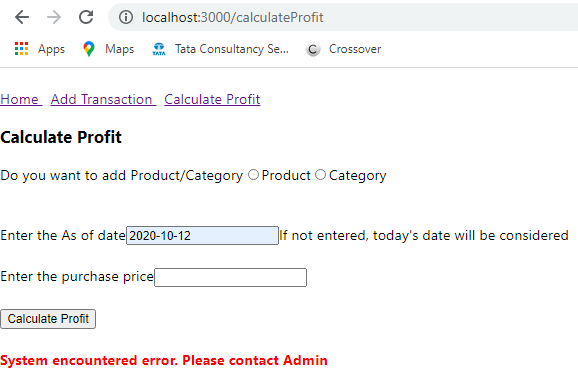 localhost:3000/calculateProfit
Apps Maps TATA Tata Consultancy Se... C Crossover
Home Add Transaction Calculate Profit
Calculate Profit
Do you want to add Product/Category Product Category
Enter the As of date 2020-10-12 If not entered, today's date will be considered
Enter the purchase price
Calculate Profit
System encountered error. Please contact Admin